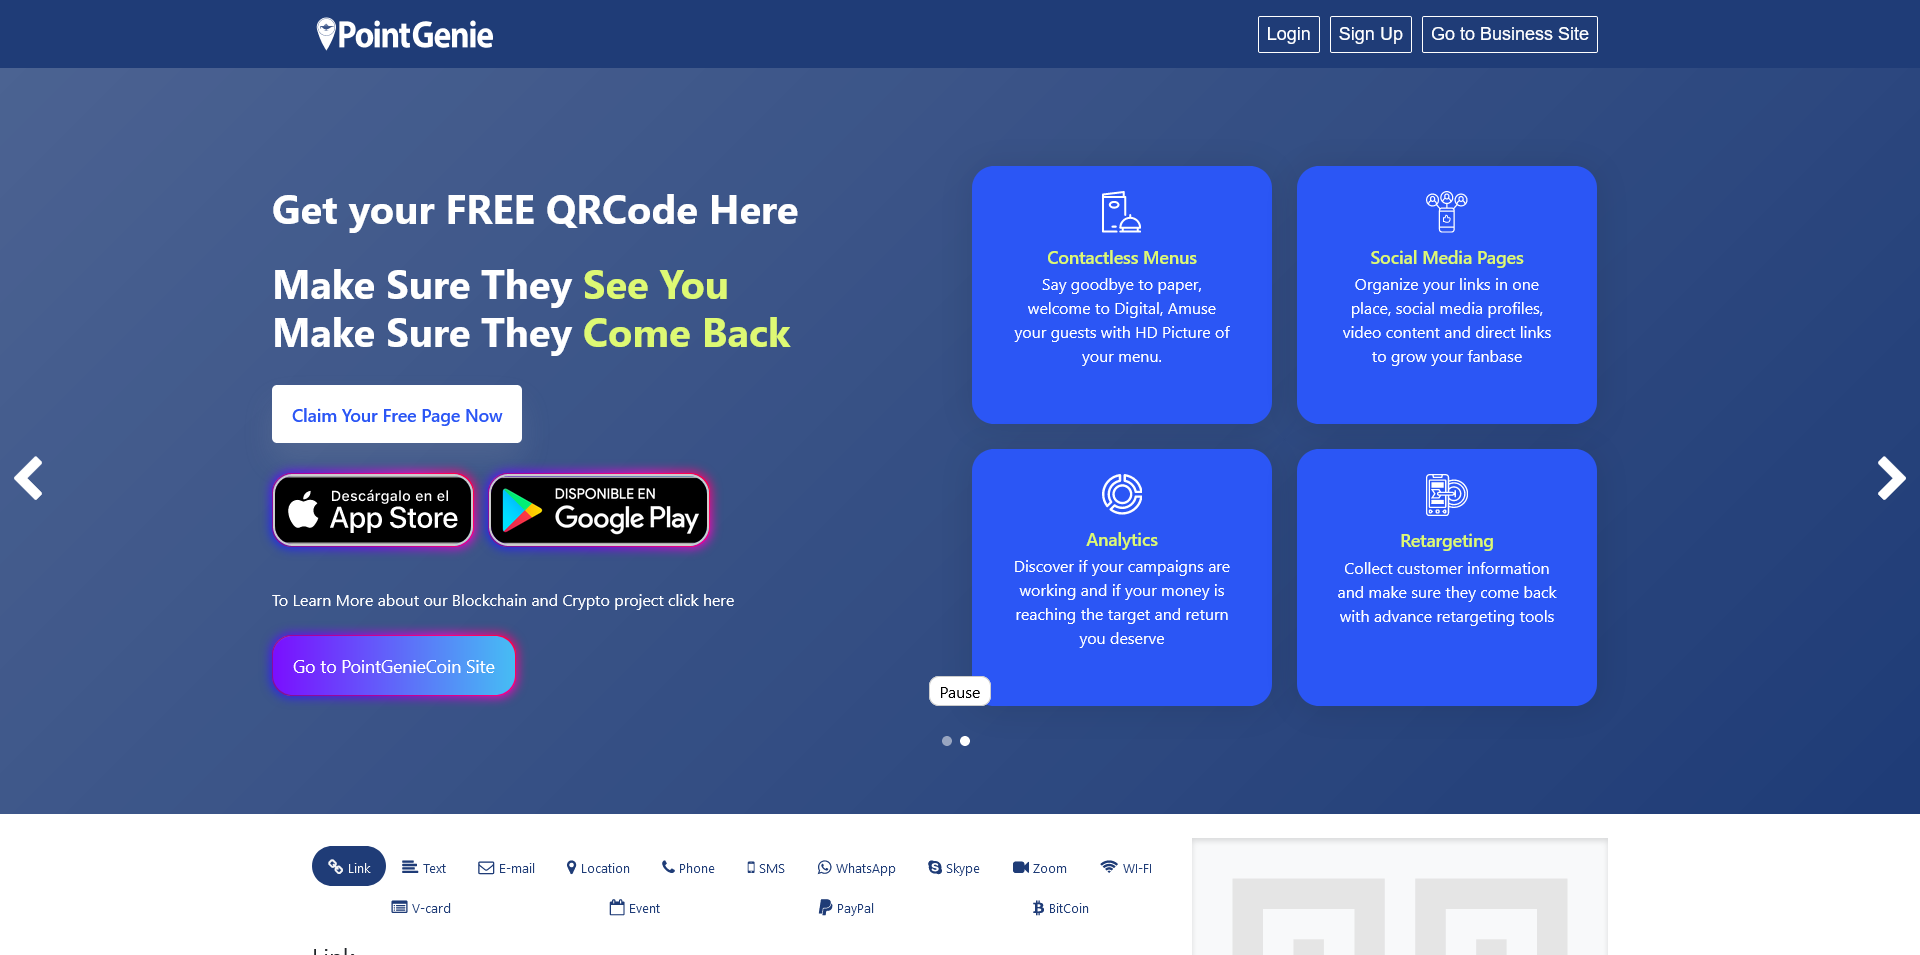 PointGenie
Login
Sign Up
Go to Business Site
Get your FREE QRCode Here
Make Sure They See You
Make Sure They Come Back
Claim Your Free Page Now
Descárgalo en el
App Store
DISPONIBLE EN
Google Play
To Learn More about our Blockchain and Crypto project click here
Go to PointGenieCoin Site
Contactless Menus
Say goodbye to paper,
welcome to Digital, Amuse
your guests with HD Picture of
your menu.
Social Media Pages
Organize your links in one
place, social media profiles,
video content and direct links
to grow your fanbase
Analytics
Discover if your campaigns are
working and if your money is
reaching the target and return
you deserve
Retargeting
Collect customer information
and make sure they come back
with advance retargeting tools
Pause
Link
Text
E-mail
Location
Phone
SMS
WhatsApp
Skype
Zoom
WI-FI
V-card
Event
PayPal
BitCoin
Link